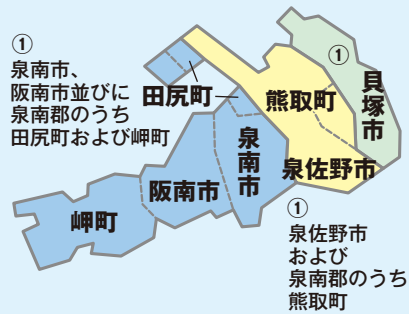 ①
泉南市、
阪南市並びに
泉南郡のうち
田尻町および岬町
田尻町
熊取町
①
貝塚市
泉南市
泉佐野市
阪南市
岬町
①
泉佐野市
および
泉南郡のうち
熊取町